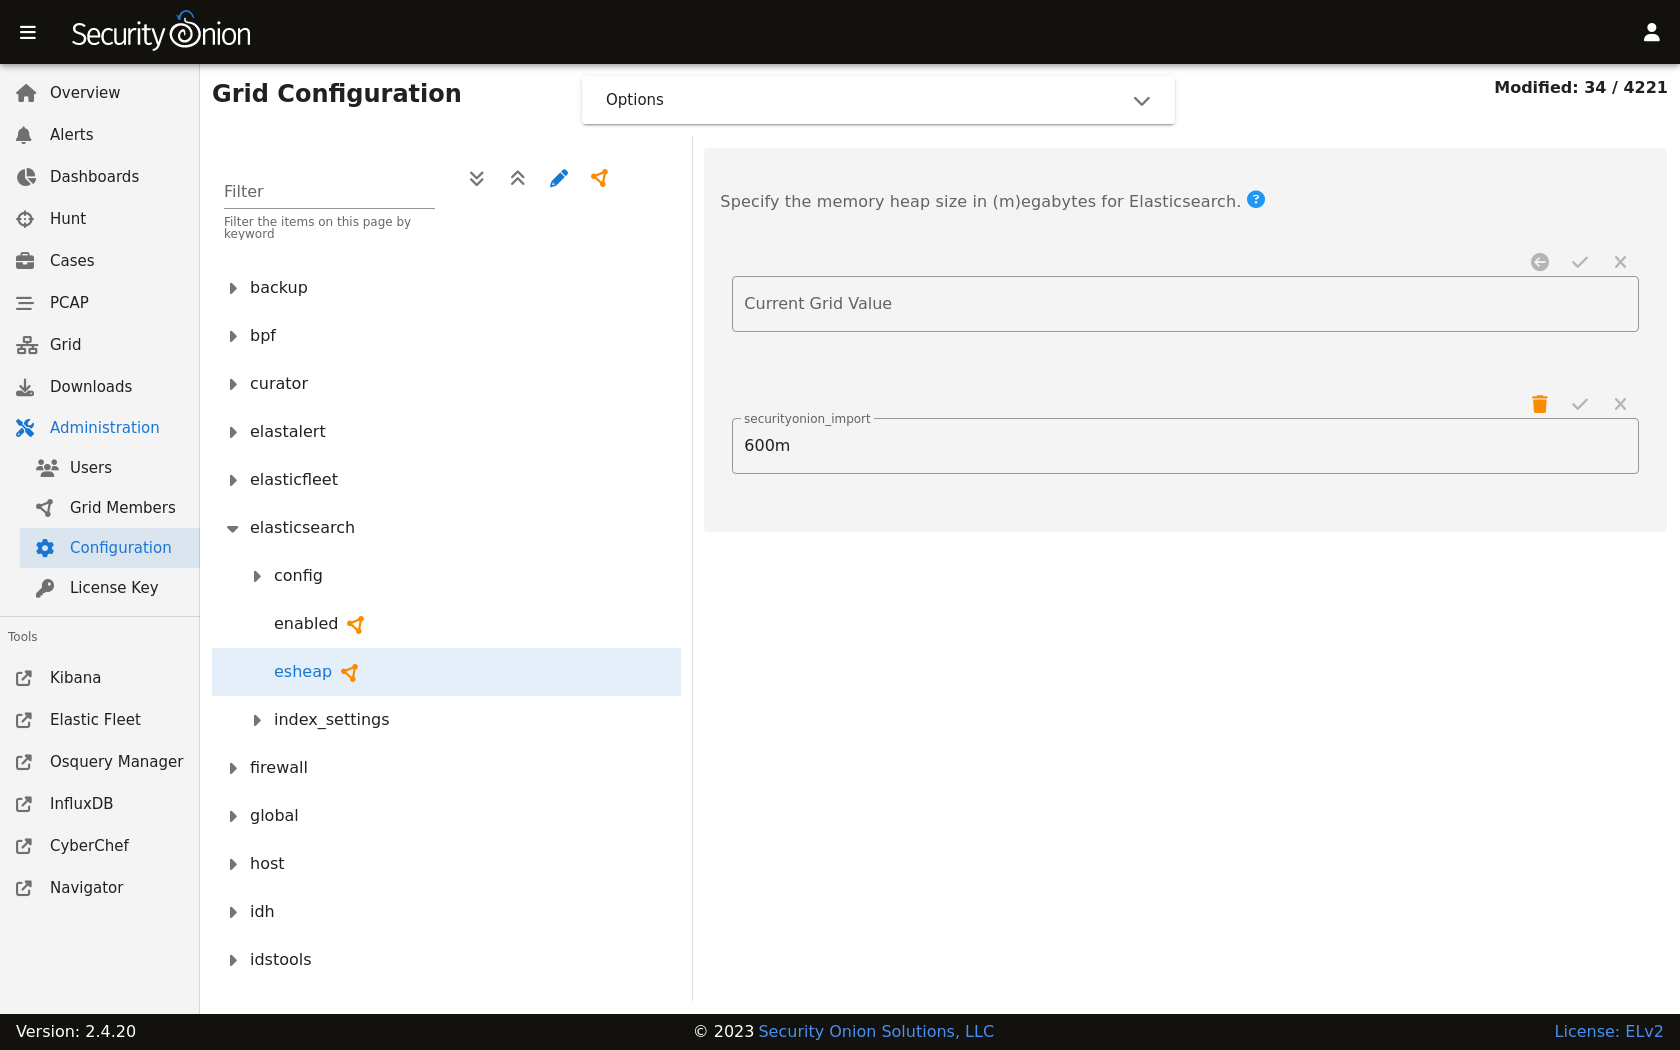 Security Onion
Overview
Alerts
Dashboards
Hunt
Cases
PCAP
Grid
Downloads
Administration
Users
Grid Members
Configuration
License Key
Tools
Kibana
Elastic Fleet
Osquery Manager
InfluxDB
CyberChef
Navigator
Grid Configuration
Options
Modified: 34 / 4221
Filter
Filter the items on this page by
keyword
backup
bpf
curator
elastalert
elasticfleet
elasticsearch
config
enabled
esheap
index_settings
firewall
global
host
idh
idstools
Specify the memory heap size in (m)egabytes for Elasticsearch. ?
Current Grid Value
securityonion_import
600m
Version: 2.4.20
© 2023 Security Onion Solutions, LLC
License: ELv2